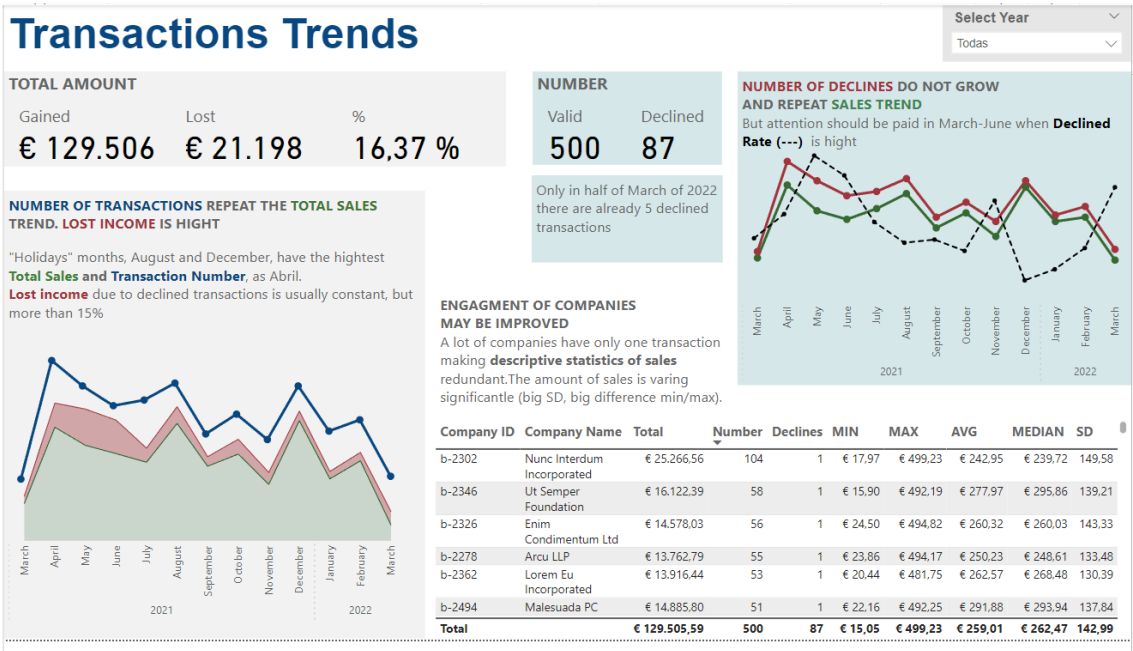 Transactions Trends
Select Year
Todas
TOTAL AMOUNT
Gained Lost %
€ 129.506 € 21.198 16,37 %
NUMBER
Valid Declined
500 87
Only in half of March of 2022
there are already 5 declined
transactions
NUMBER OF DECLINES DO NOT GROW
AND REPEAT SALES TREND
But attention should be paid in March-June when Declined
Rate (---) is hight
March April May June July August September October November December January February March
2021 2022
NUMBER OF TRANSACTIONS REPEAT THE TOTAL SALES
TREND. LOST INCOME IS HIGHT
"Holidays" months, August and December, have the hightest
Total Sales and Transaction Number, as Abril.
Lost income due to declined transactions is usually constant, but
more than 15%
March April May June July August September October November December January February March
2021 2022
ENGAGMENT OF COMPANIES
MAY BE IMPROVED
A lot of companies have only one transaction
making descriptive statistics of sales
redundant.The amount of sales is varing
significantle (big SD, big difference min/max).
Company ID Company Name Total Number Declines MIN MAX AVG MEDIAN SD
b-2302 Nunc Interdum € 25.266,56 104 1 € 17,97 € 499,23 € 242,95 € 239,72 149,58
Incorporated
b-2346 Ut Semper € 16.122,39 58 1 € 15,90 € 492,19 € 277,97 € 295,86 139,21
Foundation
b-2326 Enim € 14.578,03 56 1 € 24,50 € 494,82 € 260,32 € 260,03 143,33
Condimentum Ltd
b-2278 Arcu LLP € 13.762,79 55 1 € 23,86 € 494,17 € 250,23 € 248,61 133,48
b-2362 Lorem Eu € 13.916,44 53 1 € 20,44 € 481,75 € 262,57 € 268,48 130,39
Incorporated
b-2494 Malesuada PC € 14.885,80 51 1 € 22,16 € 492,25 € 291,88 € 293,94 137,84
Total € 129.505,59 500 87 € 15,05 € 499,23 € 259,01 € 262,47 142,99